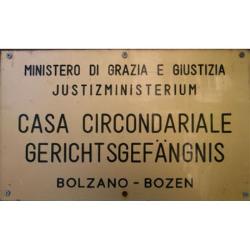 MINISTERO DI GRAZIA E GIUSTIZIA
JUSTIZMINISTERIUM
CASA CIRCONDARIALE
GERICHTSGEFÄNGNIS
BOLZANO - BOZEN